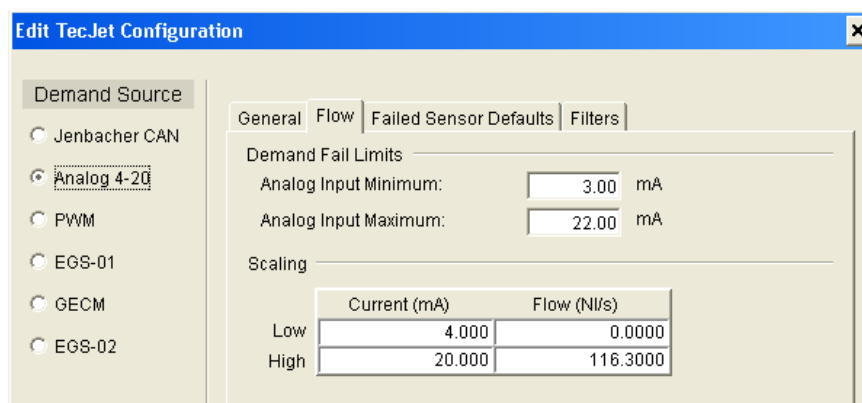 Edit TecJet Configuration
Demand Source
Jenbacher CAN
Analog 4-20
PWM
EGS-01
GECM
EGS-02
General Flow Failed Sensor Defaults Filters
Demand Fail Limits
Analog Input Minimum: 3.00 mA
Analog Input Maximum: 22.00 mA
Scaling
Current (mA) Flow (Nl/s)
Low 4.000 0.0000
High 20.000 116.3000